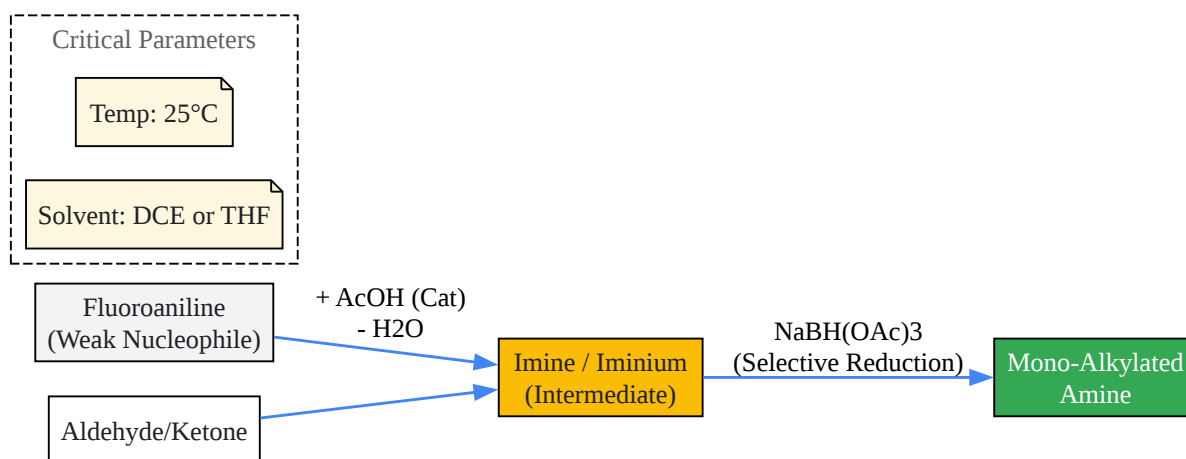 Critical Parameters
Temp: 25°C
Solvent: DCE or THF
Fluoroaniline
(Weak Nucleophile)
+ AcOH (Cat)
- H2O
Aldehyde/Ketone
Imine / Iminium
(Intermediate)
NaBH(OAc)3
(Selective Reduction)
Mono-Alkylated
Amine